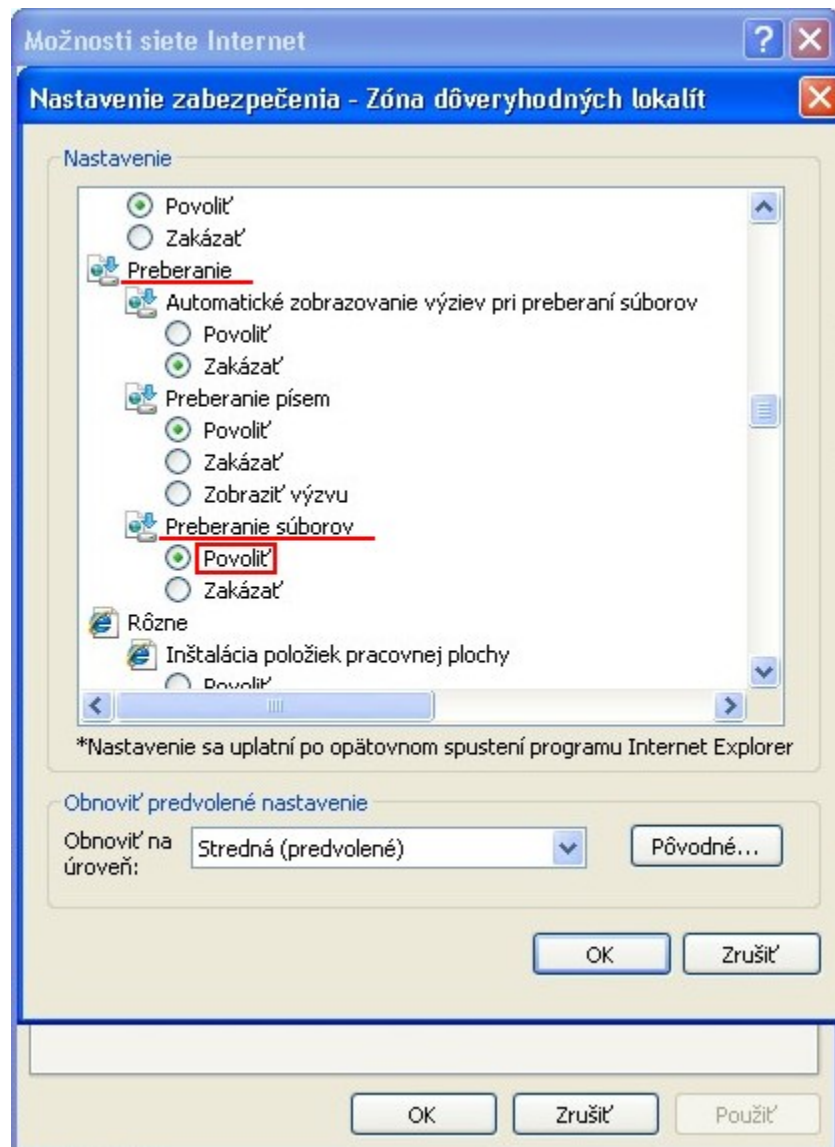 Možnosti siete Internet
Nastavenie zabezpečenia - Zóna dôveryhodných lokalít
Nastavenie
Povoliť
Zakázať
Preberanie
Automatické zobrazovanie výziev pri preberaní súborov
Povoliť
Zakázať
Preberanie písem
Povoliť
Zakázať
Zobraziť výzvu
Preberanie súborov
Povoliť
Zakázať
Rôzne
Inštalácia položiek pracovnej plochy
Povoliť
*Nastavenie sa uplatní po opätovnom spustení programu Internet Explorer
Obnoviť predvolené nastavenie
Obnoviť na
úroveň:
Stredná (predvolené)
Pôvodné...
OK
Zrušiť
OK
Zrušiť
Použiť